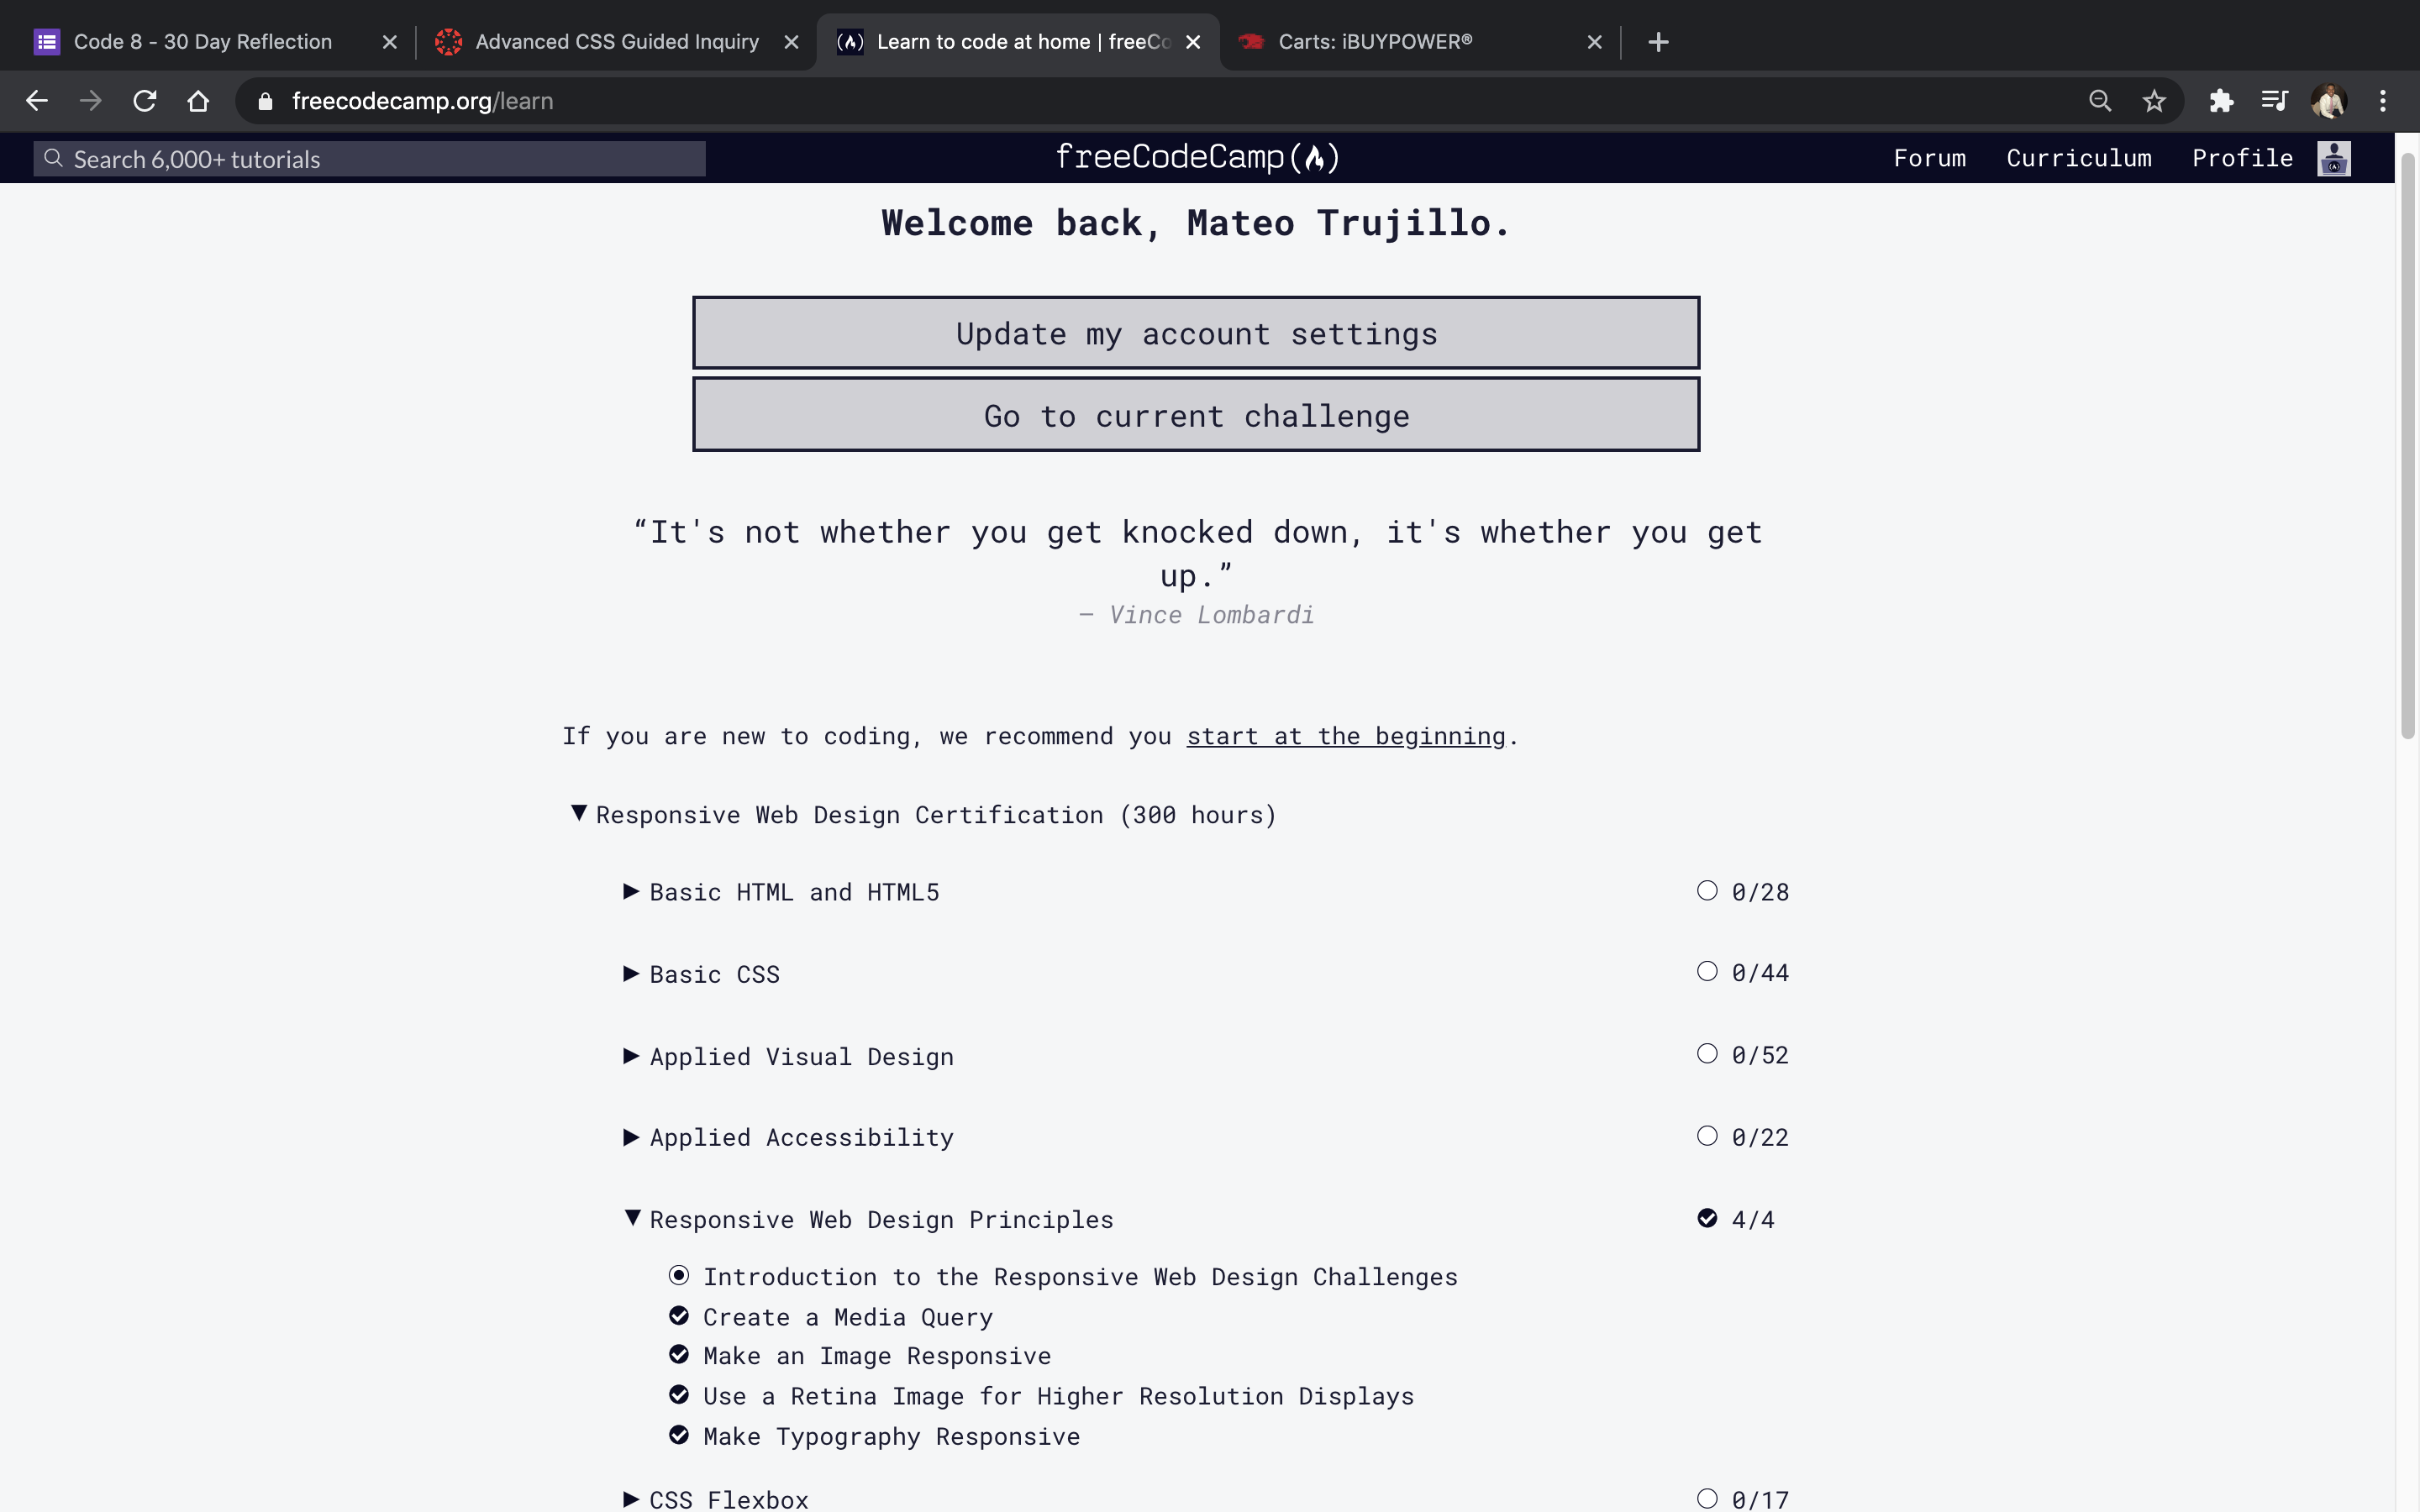 Code 8 - 30 Day Reflection
Advanced CSS Guided Inquiry
Learn to code at home | freeCo
Carts: iBUYPOWER®
freecodecamp.org/learn
Search 6,000+ tutorials
freeCodeCamp
Forum
Curriculum
Profile
Welcome back, Mateo Trujillo.
Update my account settings
Go to current challenge
“It's not whether you get knocked down, it's whether you get
up.”
— Vince Lombardi
If you are new to coding, we recommend you start at the beginning.
Responsive Web Design Certification (300 hours)
Basic HTML and HTML5 0/28
Basic CSS 0/44
Applied Visual Design 0/52
Applied Accessibility 0/22
Responsive Web Design Principles 4/4
Introduction to the Responsive Web Design Challenges
Create a Media Query
Make an Image Responsive
Use a Retina Image for Higher Resolution Displays
Make Typography Responsive
CSS Flexbox 0/17